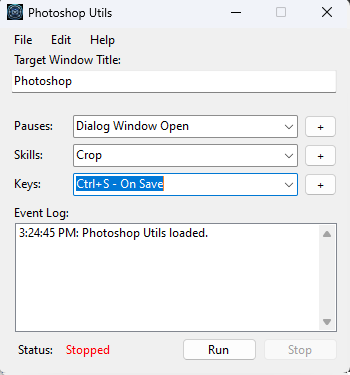 Photoshop Utils
File Edit Help
Target Window Title:
Photoshop
Pauses: Dialog Window Open +
Skills: Crop +
Keys: Ctrl+S - On Save +
Event Log:
3:24:45 PM: Photoshop Utils loaded.
Status: Stopped Run Stop